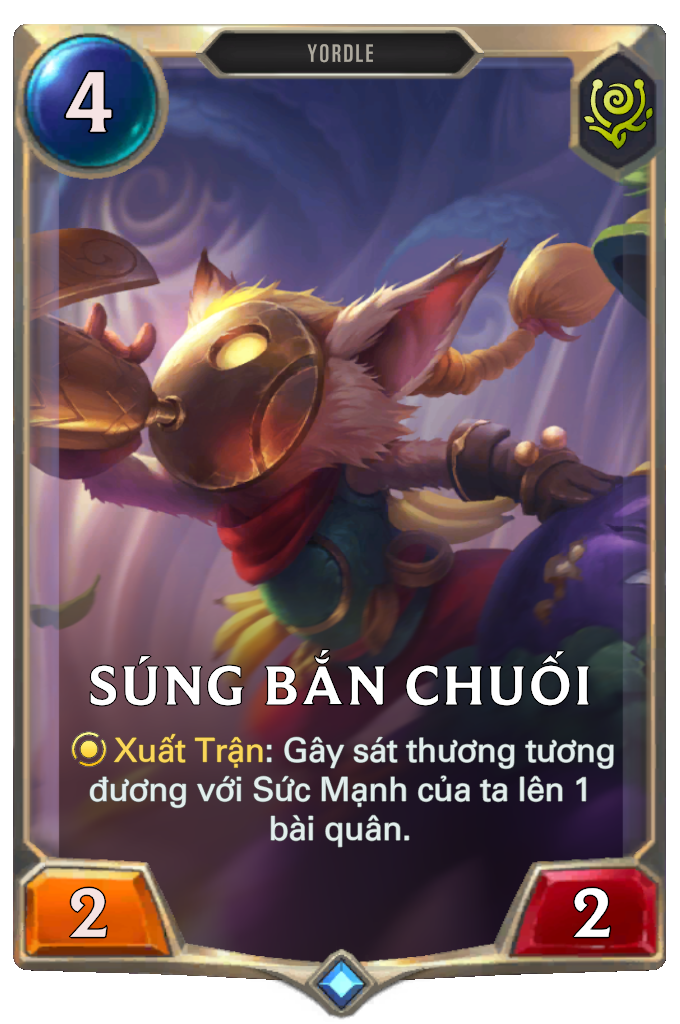 4
YORDLE
SÚNG BẮN CHUỐI
Xuất Trận: Gây sát thương tương
đương với Sức Mạnh của ta lên 1
bài quân.
2
2